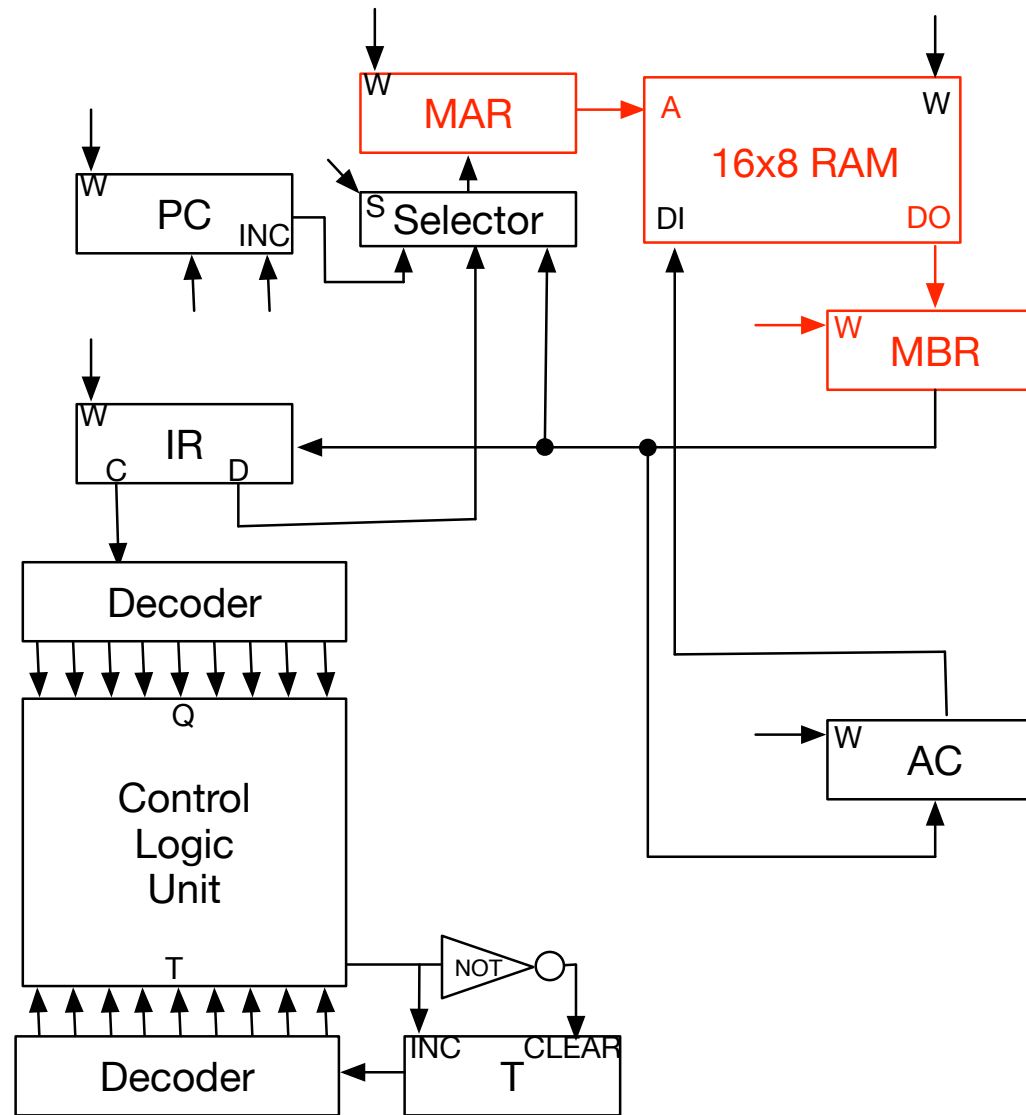 W
MAR
A
W
16x8 RAM
DI
DO
W
PC
INC
S
Selector
W
MBR
W
IR
C
D
Decoder
Q
Control
Logic
Unit
T
W
AC
NOT
INC
CLEAR
T
Decoder